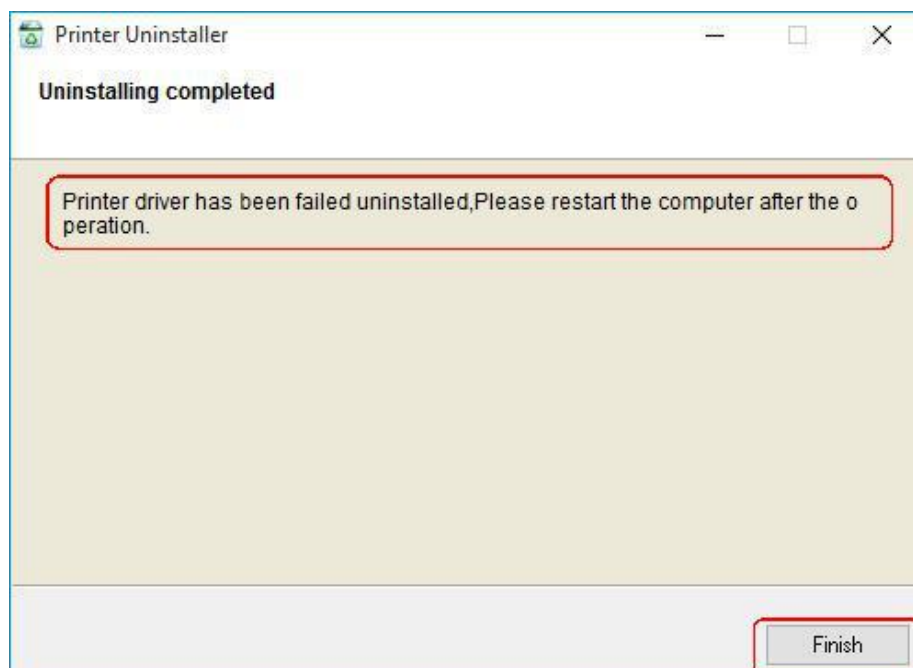 Printer Uninstaller
Uninstalling completed
Printer driver has been failed uninstalled,Please restart the computer after the o
peration.
Finish